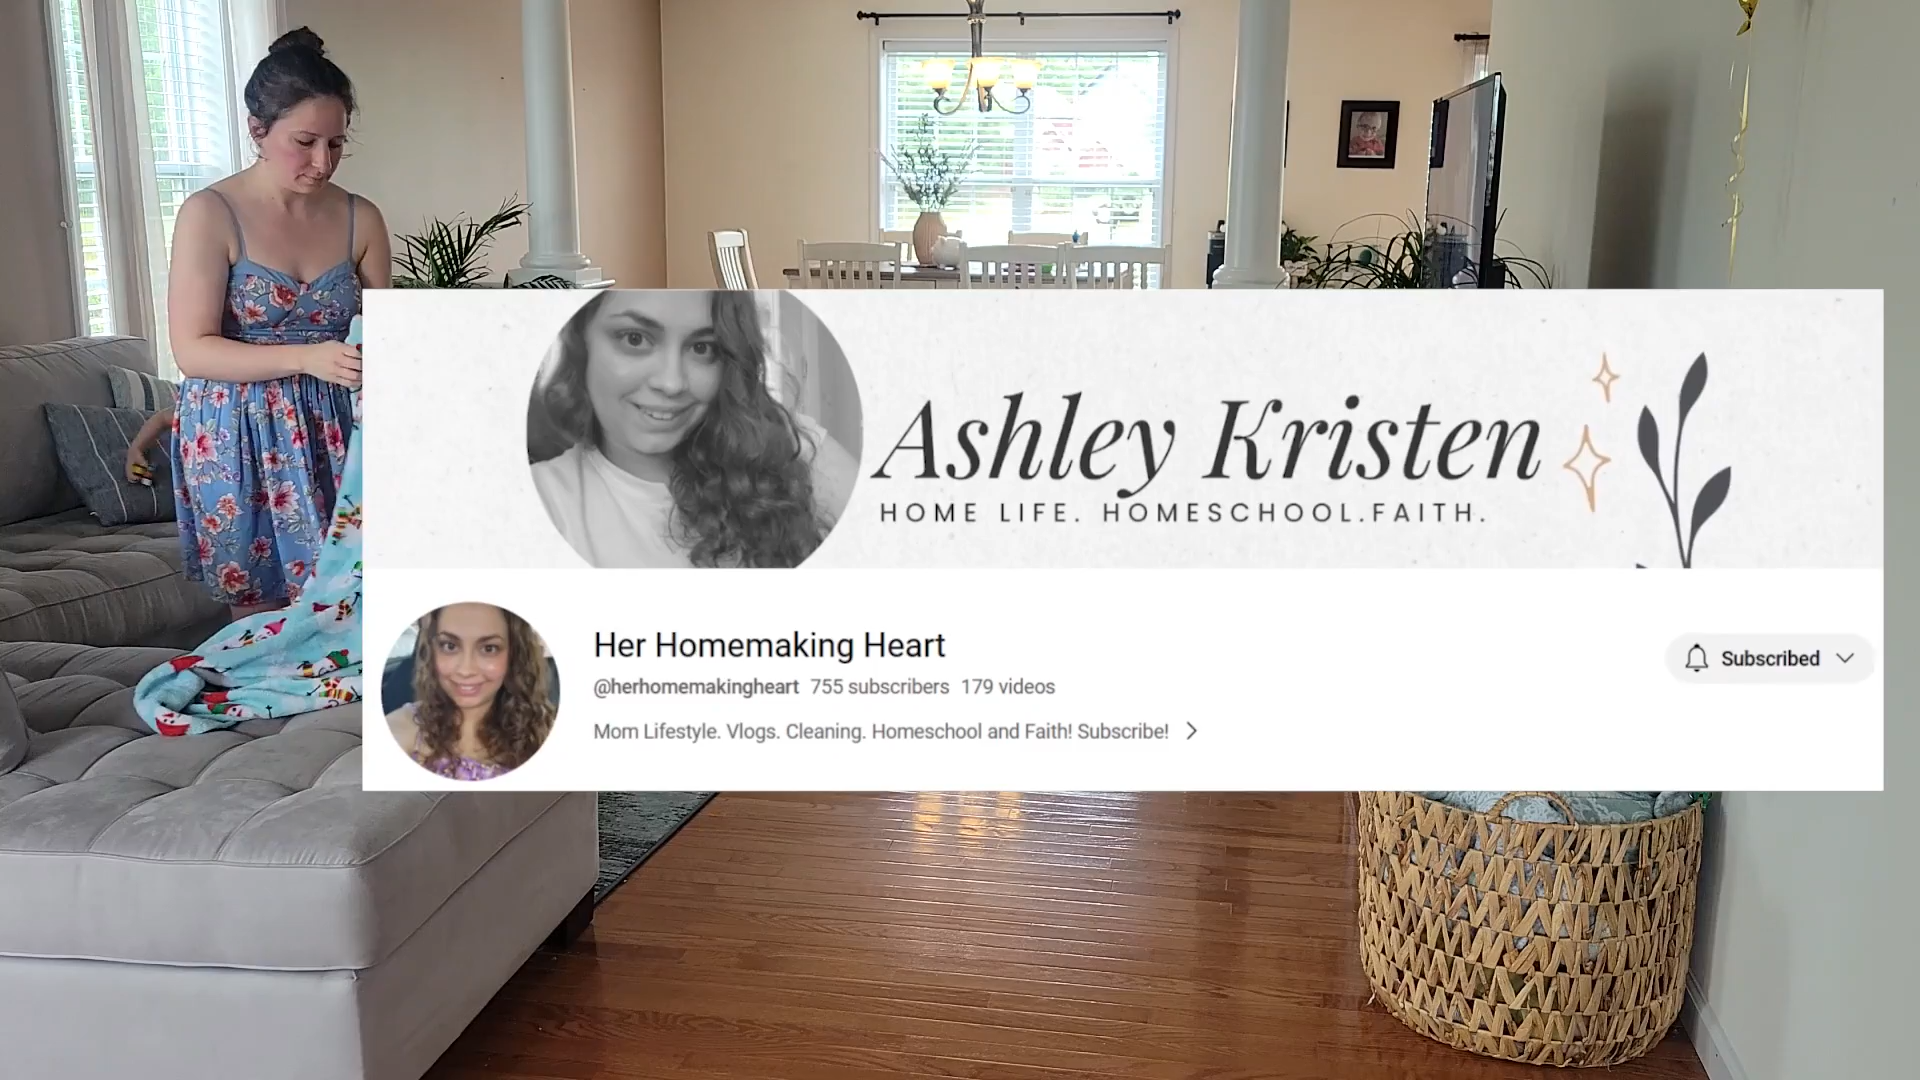 Ashley Kristen
HOME LIFE. HOMESCHOOL.FAITH.
Her Homemaking Heart
@herhomemakingheart 755 subscribers 179 videos
Subscribed
Mom Lifestyle. Vlogs. Cleaning. Homeschool and Faith! Subscribe!